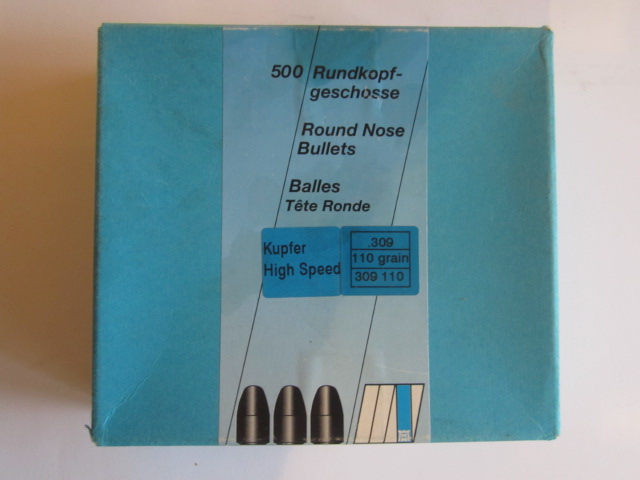 500 Rundkopf-
geschosse
Round Nose
Bullets
Balles
Tête Ronde
Kupfer
High Speed
.309
110 grain
309 110